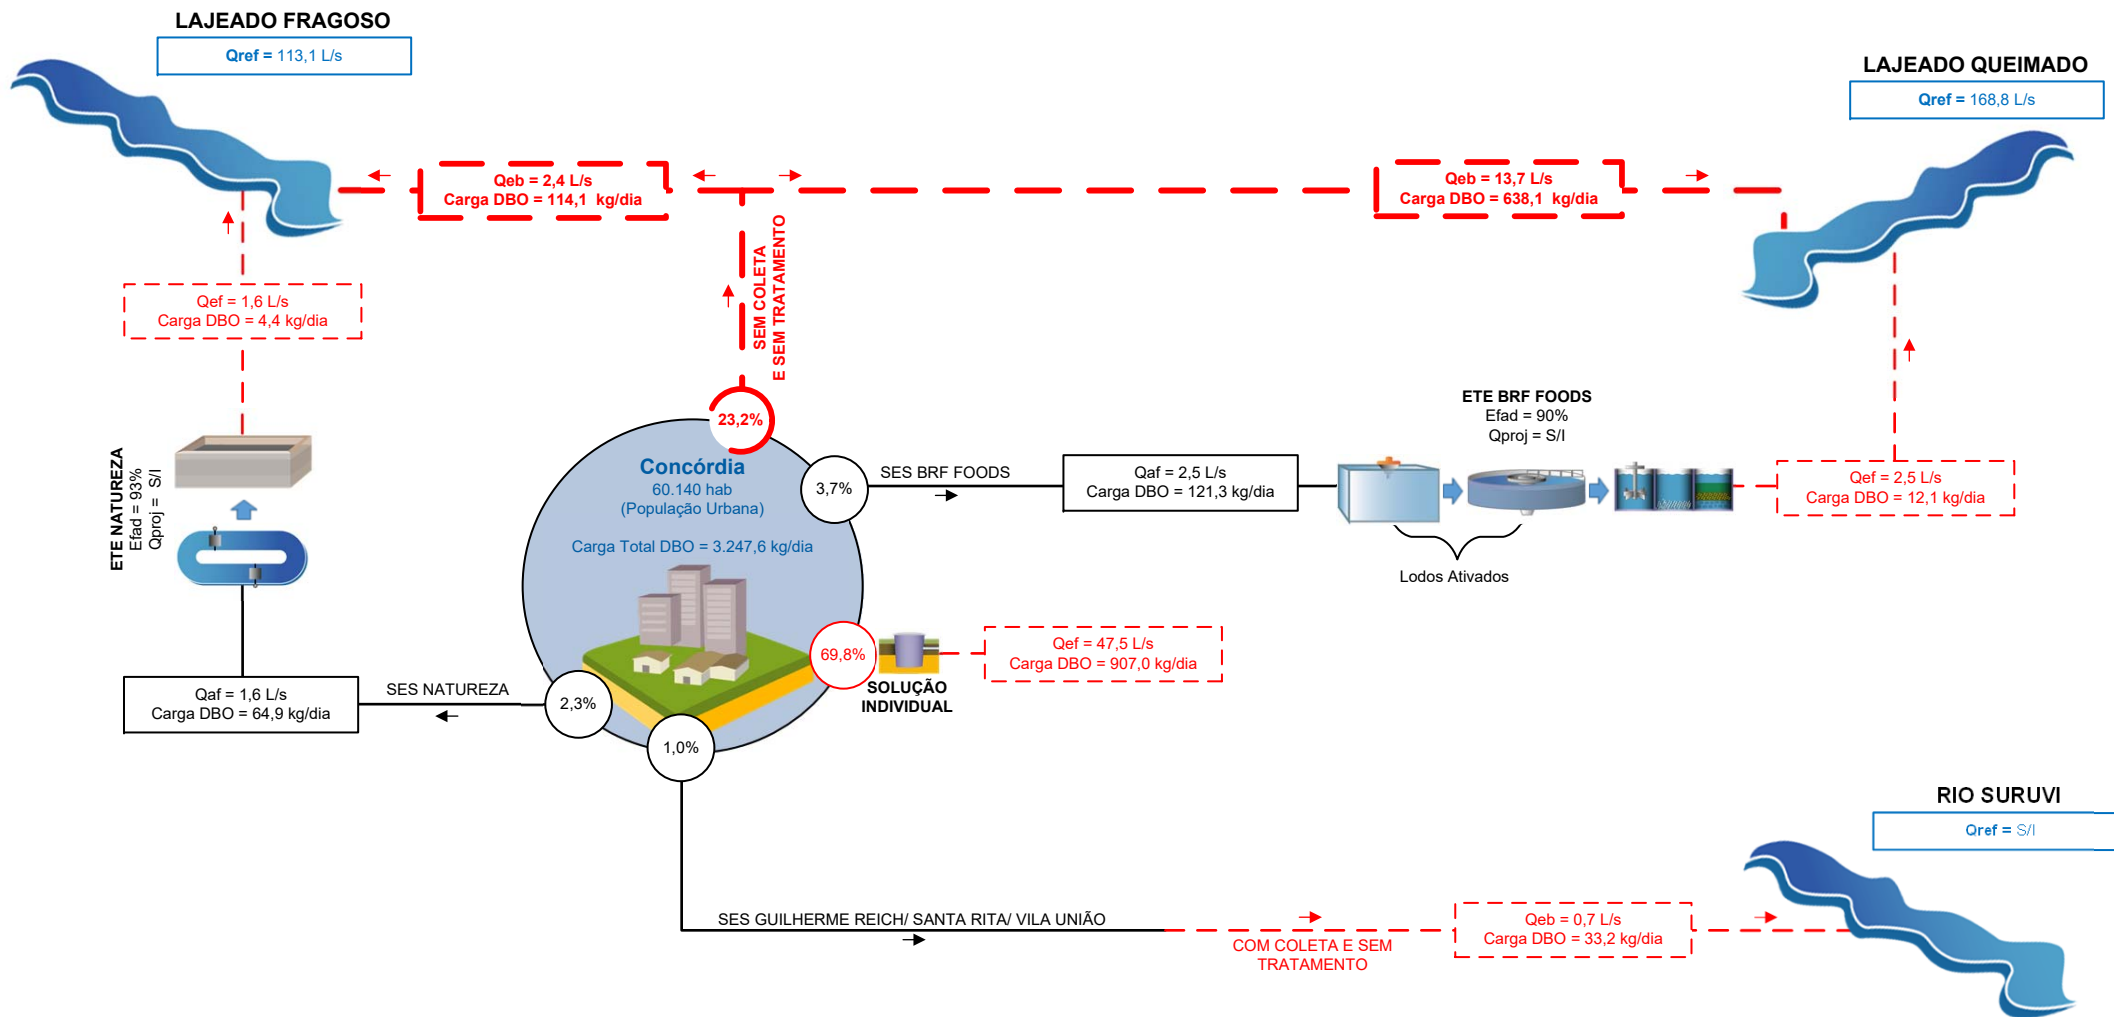 LAJEADO FRAGOSO
Qref = 113,1 L/s
LAJEADO QUEIMADO
Qref = 168,8 L/s
Qeb = 2,4 L/s
Carga DBO = 114,1 kg/dia
Qeb = 13,7 L/s
Carga DBO = 638,1 kg/dia
SEM COLETA
E SEM TRATAMENTO
Qef = 1,6 L/s
Carga DBO = 4,4 kg/dia
23,2%
ETE NATUREZA
Efad = 93%
Qproj = S/I
Concórdia
60.140 hab
(População Urbana)
Carga Total DBO = 3.247,6 kg/dia
3,7%
SES BRF FOODS
Qaf = 2,5 L/s
Carga DBO = 121,3 kg/dia
ETE BRF FOODS
Efad = 90%
Qproj = S/I
Lodos Ativados
Qef = 2,5 L/s
Carga DBO = 12,1 kg/dia
69,8%
SOLUÇÃO
INDIVIDUAL
Qef = 47,5 L/s
Carga DBO = 907,0 kg/dia
Qaf = 1,6 L/s
Carga DBO = 64,9 kg/dia
SES NATUREZA
2,3%
1,0%
SES GUILHERME REICH/ SANTA RITA/ VILA UNIÃO
COM COLETA E SEM
TRATAMENTO
Qeb = 0,7 L/s
Carga DBO = 33,2 kg/dia
RIO SURUVI
Qref = S/I